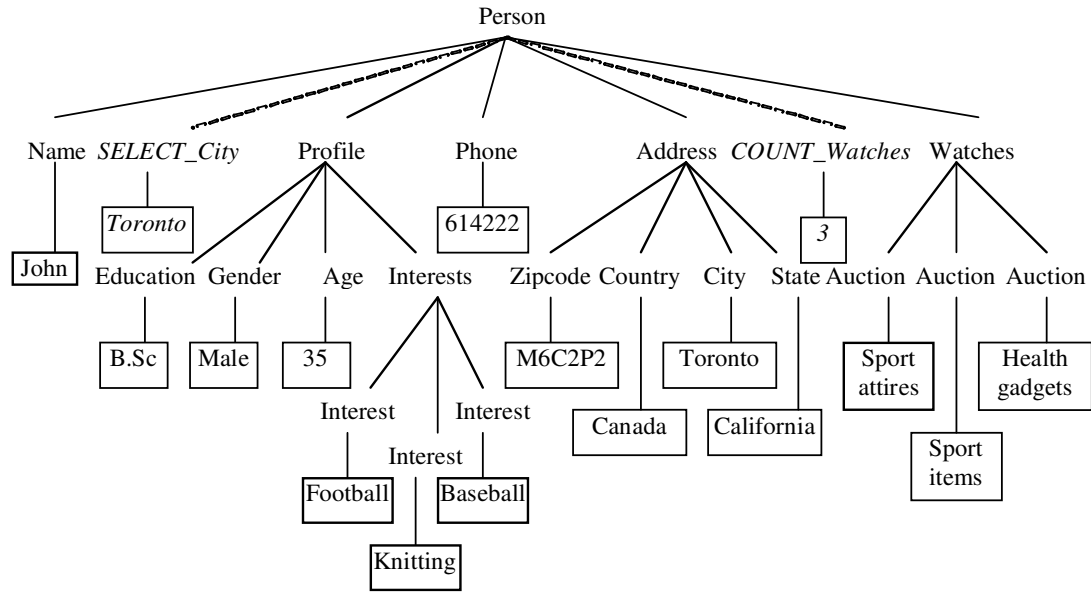 Person
Name SELECT_City Profile Phone Address COUNT_Watches Watches
Toronto 614222 3
John
Education Gender Age Interests Zipcode Country City State Auction Auction Auction
B.Sc Male 35 M6C2P2 Toronto Sport attires Health gadgets
Interest Interest
Canada California
Interest
Sport items
Football Baseball
Knitting